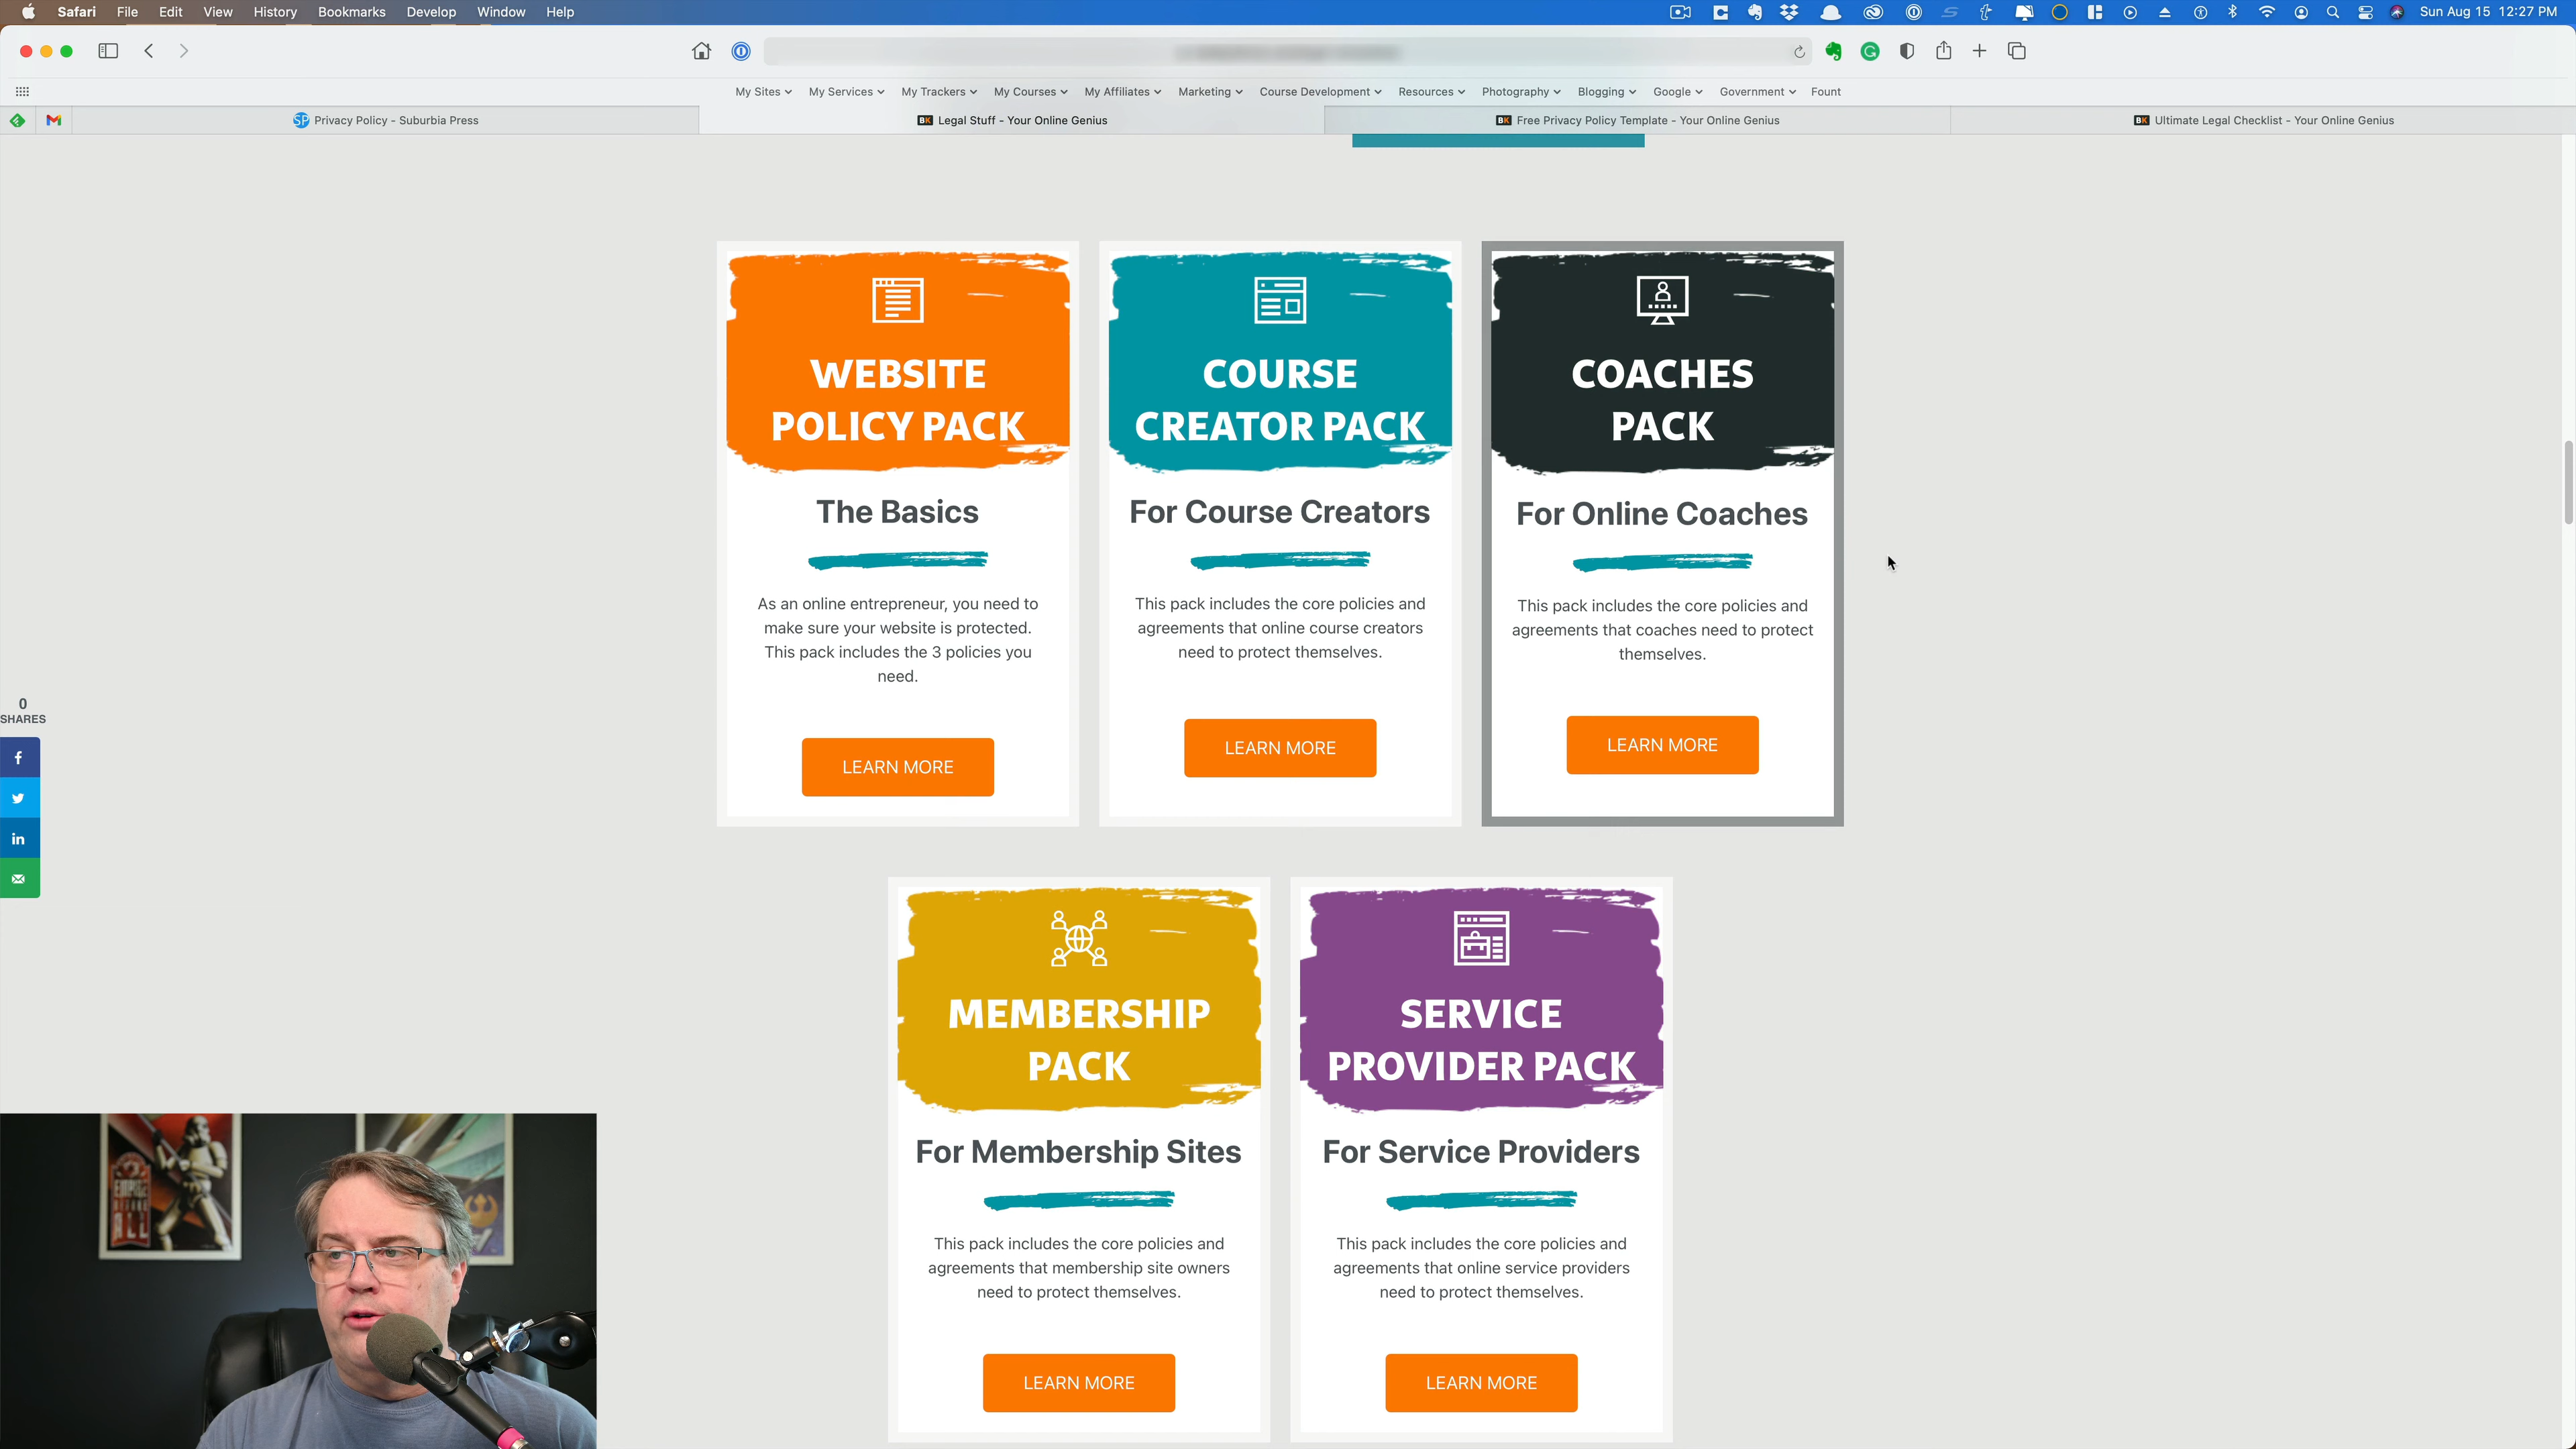 Safari File Edit View History Bookmarks Develop Window Help Sun Aug 15 12:27 PM
My Sites My Services My Trackers My Courses My Affiliates Marketing Course Development Resources Photography Blogging Google Government Fount
SP Privacy Policy - Suburbia Press BK Legal Stuff - Your Online Genius BK Free Privacy Policy Template - Your Online Genius BK Ultimate Legal Checklist - Your Online Genius
WEBSITE
POLICY PACK
The Basics
As an online entrepreneur, you need to
make sure your website is protected.
This pack includes the 3 policies you
need.
LEARN MORE
COURSE
CREATOR PACK
For Course Creators
This pack includes the core policies and
agreements that online course creators
need to protect themselves.
LEARN MORE
COACHES
PACK
For Online Coaches
This pack includes the core policies and
agreements that coaches need to protect
themselves.
LEARN MORE
0
SHARES
MEMBERSHIP
PACK
For Membership Sites
This pack includes the core policies and
agreements that membership site owners
need to protect themselves.
LEARN MORE
SERVICE
PROVIDER PACK
For Service Providers
This pack includes the core policies and
agreements that online service providers
need to protect themselves.
LEARN MORE